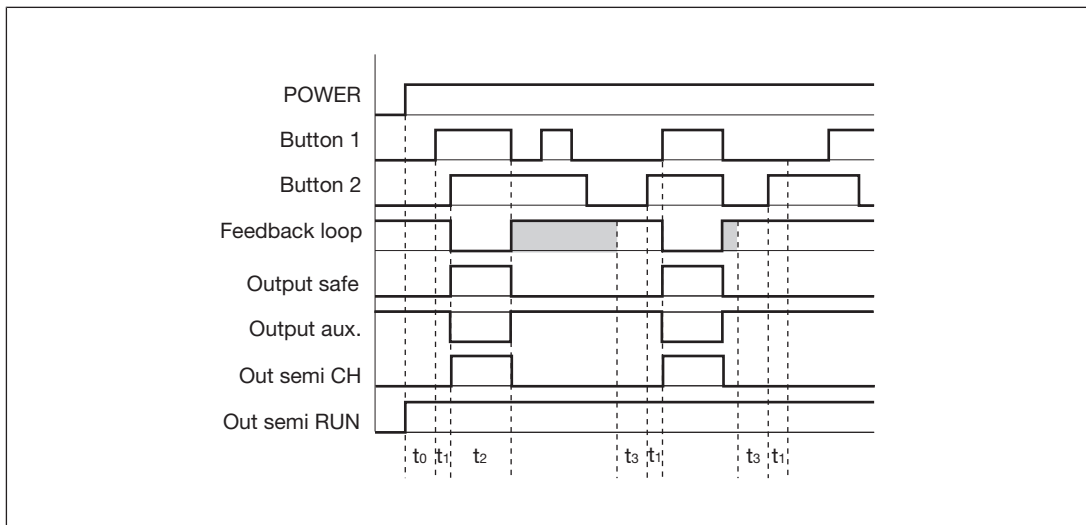 POWER
Button 1
Button 2
Feedback loop
Output safe
Output aux.
Out semi CH
Out semi RUN
t0 t1 t2 t3 t1 t3 t1